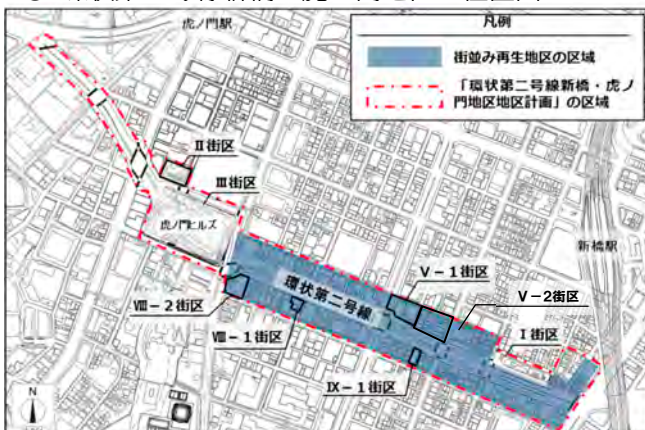 虎ノ門駅
凡例
街並み再生地区の区域
「環状第二号線新橋・虎ノ
門地区地区計画」の区域
Ⅱ街区
Ⅲ街区
虎ノ門ヒルズ
新橋駅
環状第二号線
Ⅴ－１街区
Ⅴ－２街区
Ⅷ－２街区
Ⅷ－１街区
Ⅰ街区
Ⅸ－１街区
N